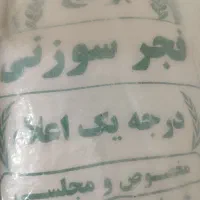 فجر سوزنی
درجه یک اعلا
مخصوص و مجلسی